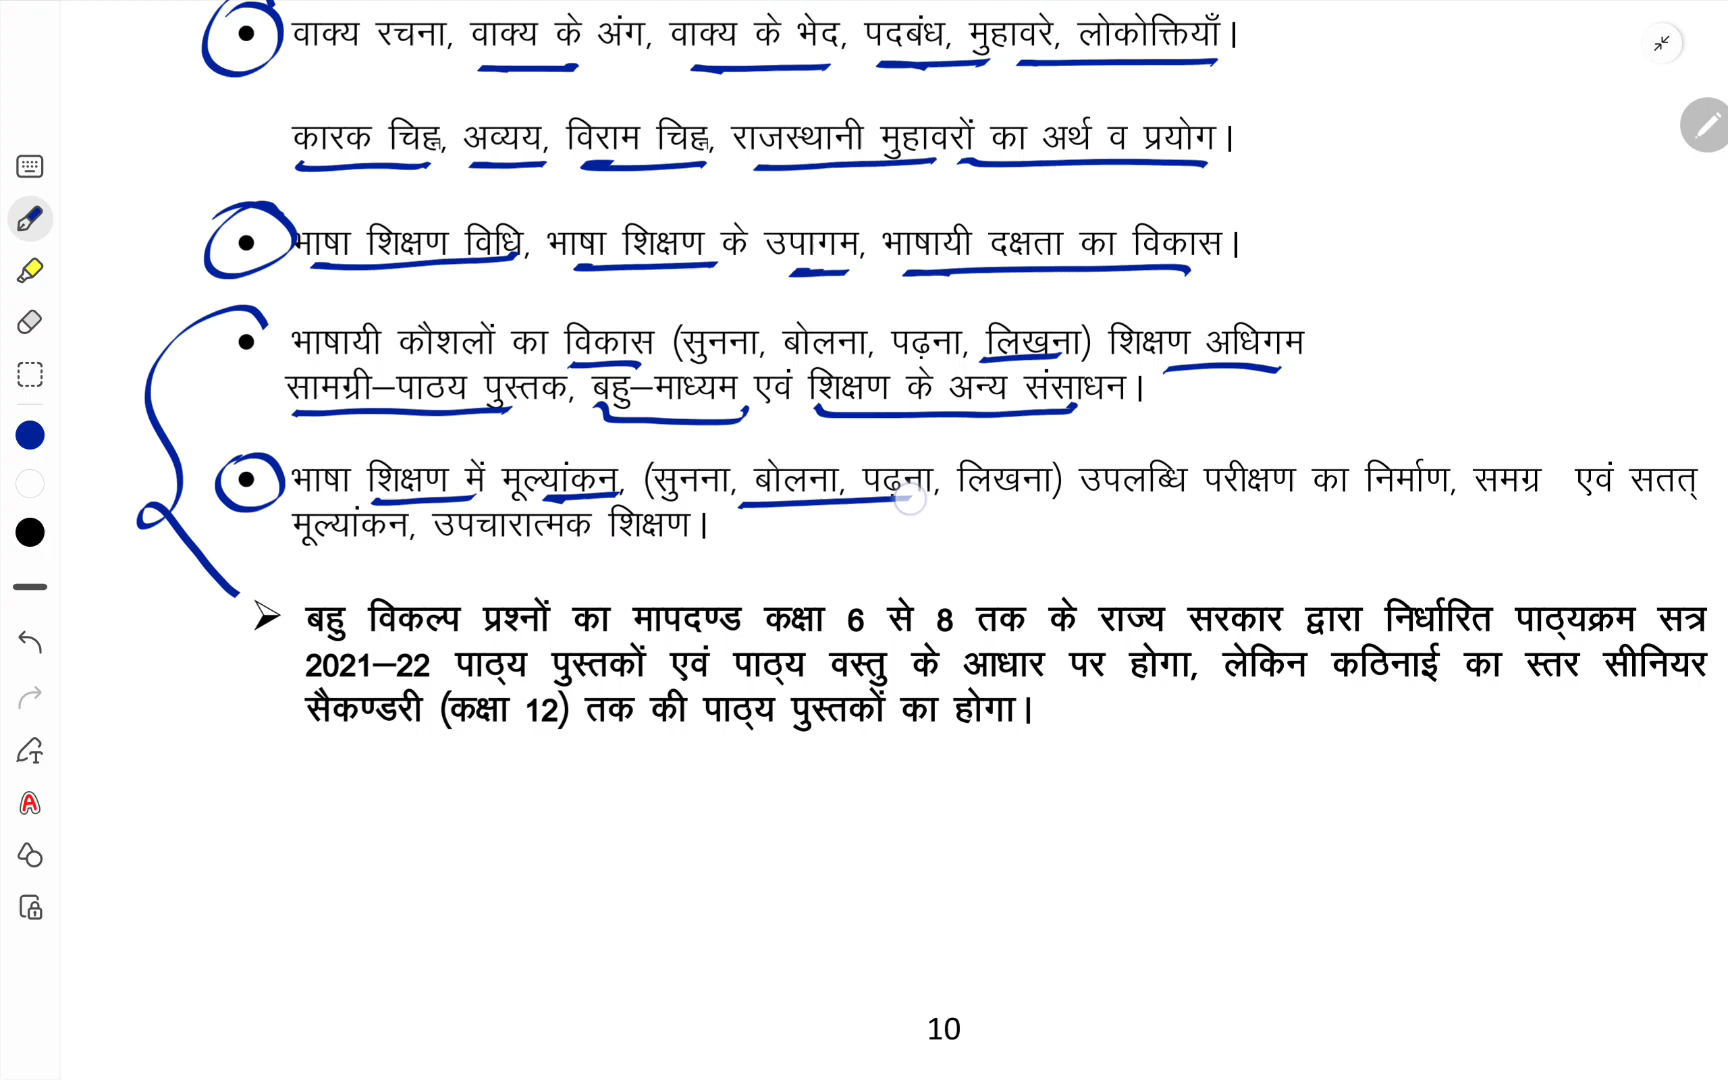 वाक्य रचना, वाक्य के अंग, वाक्य के भेद, पदबंध, मुहावरे, लोकोक्तियाँ।
कारक चिह्न, अव्यय, विराम चिह्न, राजस्थानी मुहावरों का अर्थ व प्रयोग।
भाषा शिक्षण विधि, भाषा शिक्षण के उपागम, भाषायी दक्षता का विकास।
भाषायी कौशलों का विकास (सुनना, बोलना, पढ़ना, लिखना) शिक्षण अधिगम
सामग्री–पाठय पुस्तक, बहु–माध्यम एवं शिक्षण के अन्य संसाधन।
भाषा शिक्षण में मूल्यांकन, (सुनना, बोलना, पढ़ना, लिखना) उपलब्धि परीक्षण का निर्माण, समग्र एवं सतत्
मूल्यांकन, उपचारात्मक शिक्षण।
बहु विकल्प प्रश्नों का मापदण्ड कक्षा 6 से 8 तक के राज्य सरकार द्वारा निर्धारित पाठ्यक्रम सत्र
2021–22 पाठ्य पुस्तकों एवं पाठ्य वस्तु के आधार पर होगा, लेकिन कठिनाई का स्तर सीनियर
सैकण्डरी (कक्षा 12) तक की पाठ्य पुस्तकों का होगा।
10